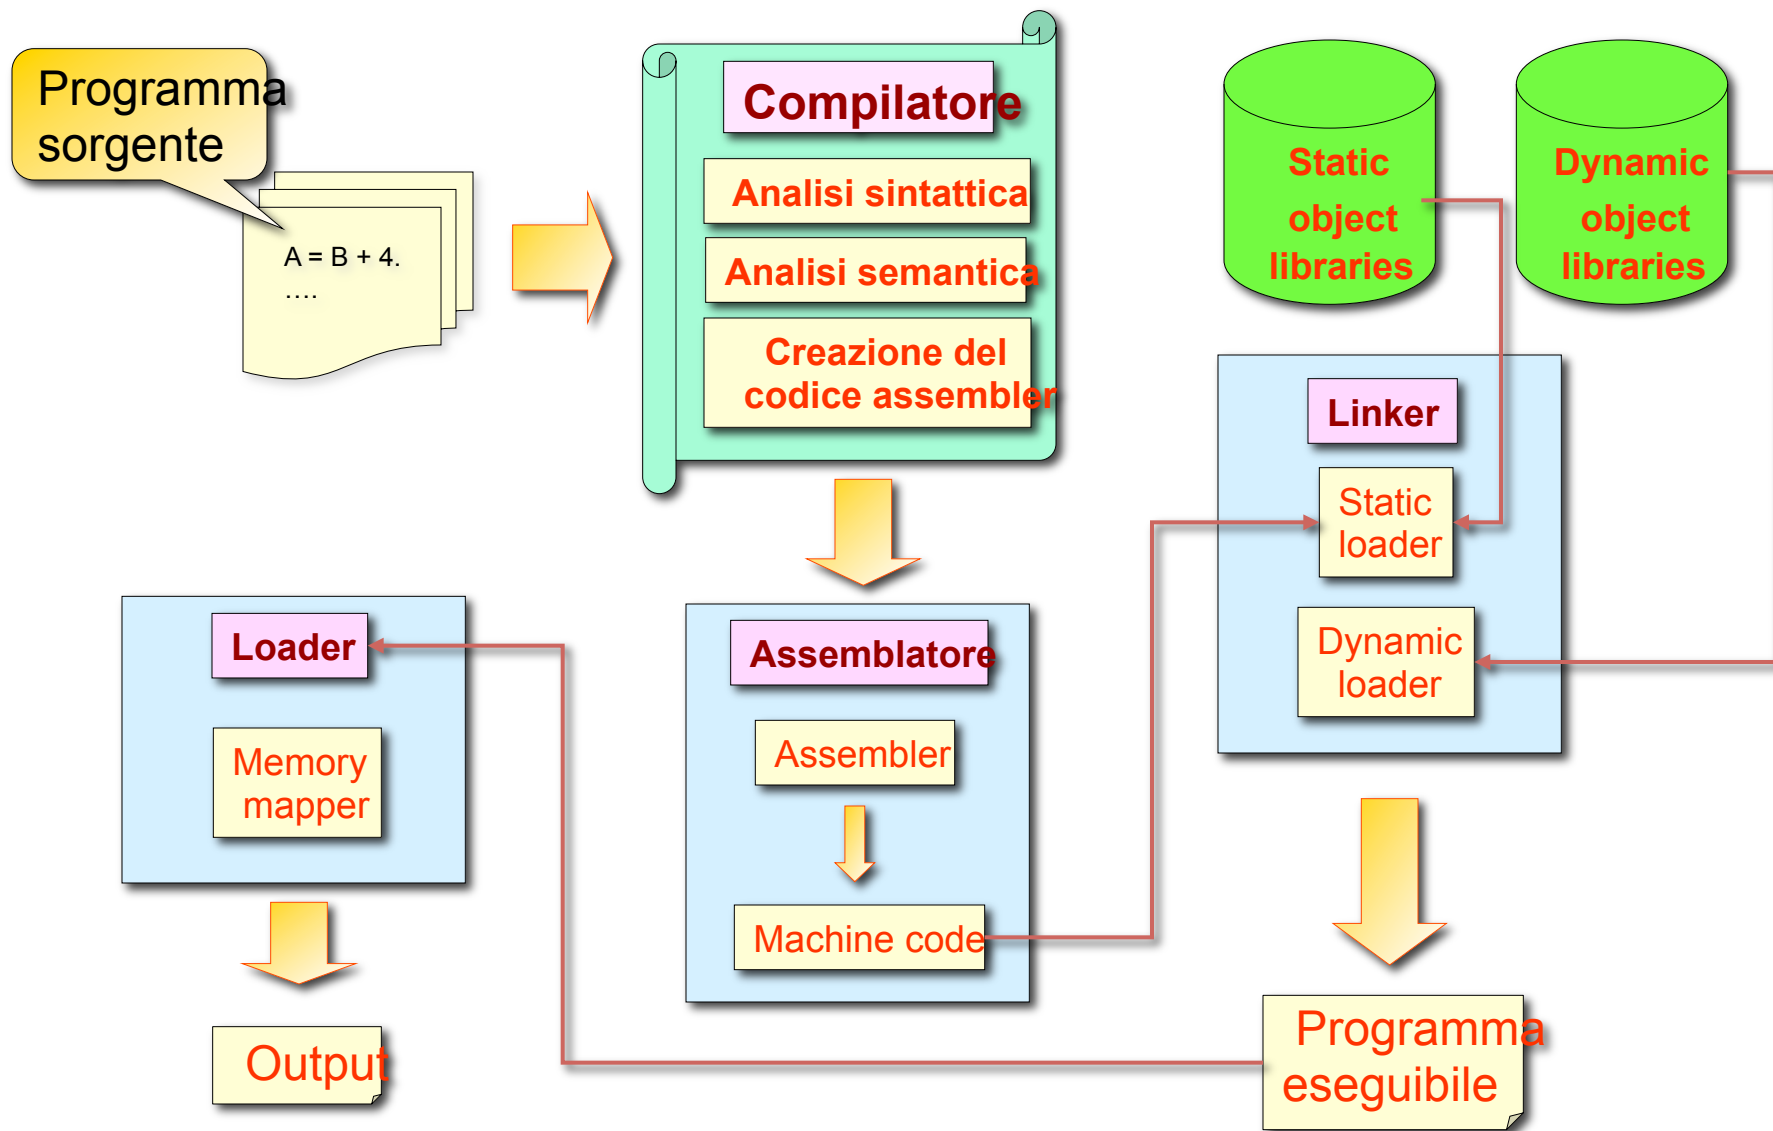 Programma
sorgente
A = B + 4.
....
Compilatore
Analisi sintattica
Analisi semantica
Creazione del
codice assembler
Static
object
libraries
Dynamic
object
libraries
Linker
Static
loader
Dynamic
loader
Loader
Memory
mapper
Assemblatore
Assembler
Machine code
Output
Programma
eseguibile